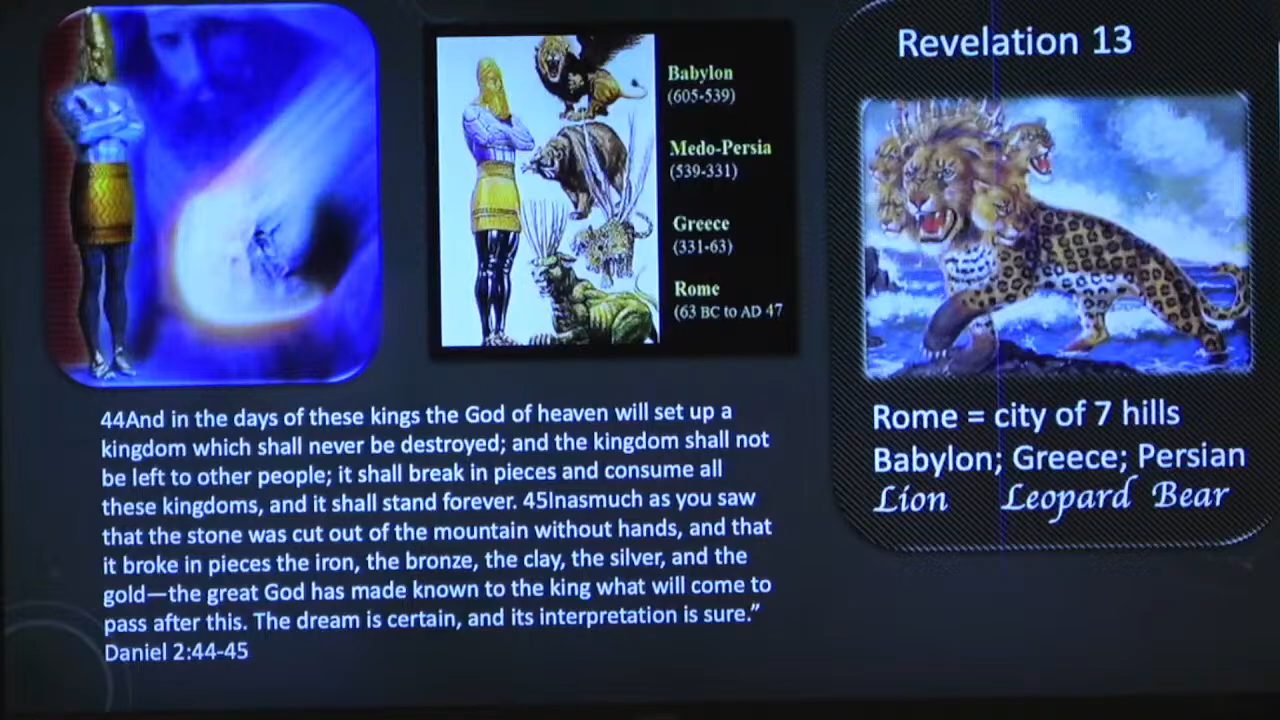 Babylon
(605-539)
Medo-Persia
(539-331)
Greece
(331-63)
Rome
(63 BC to AD 47
Revelation 13
Rome = city of 7 hills
Babylon; Greece; Persian
Lion Leopard Bear
44And in the days of these kings the God of heaven will set up a
kingdom which shall never be destroyed; and the kingdom shall not
be left to other people; it shall break in pieces and consume all
these kingdoms, and it shall stand forever. 45Inasmuch as you saw
that the stone was cut out of the mountain without hands, and that
it broke in pieces the iron, the bronze, the clay, the silver, and the
gold—the great God has made known to the king what will come to
pass after this. The dream is certain, and its interpretation is sure.”
Daniel 2:44-45